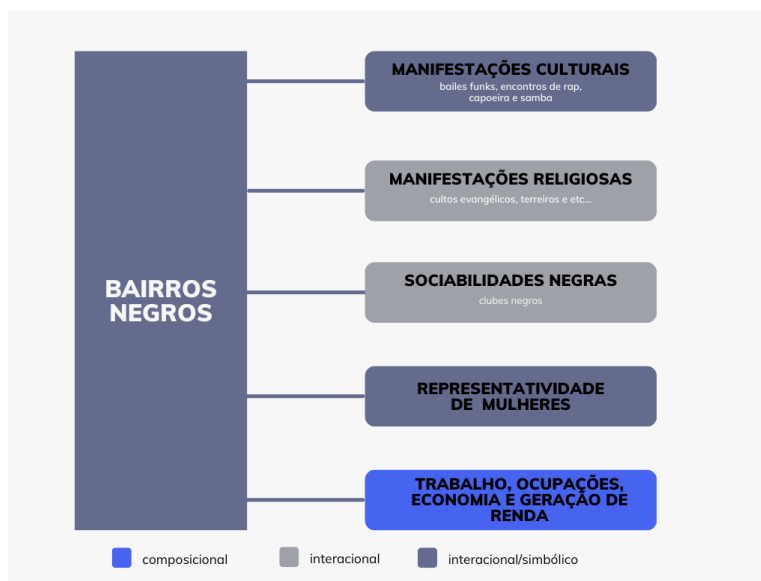 MANIFESTAÇÕES CULTURAIS
bailes funks, encontros de rap,
capoeira e samba
MANIFESTAÇÕES RELIGIOSAS
cultos evangélicos, terreiros e etc...
BAIRROS
NEGROS
SOCIABILIDADES NEGRAS
clubes negros
REPRESENTATIVIDADE
DE MULHERES
TRABALHO, OCUPAÇÕES,
ECONOMIA E GERAÇÃO DE
RENDA
composicional
interacional
interacional/simbólico